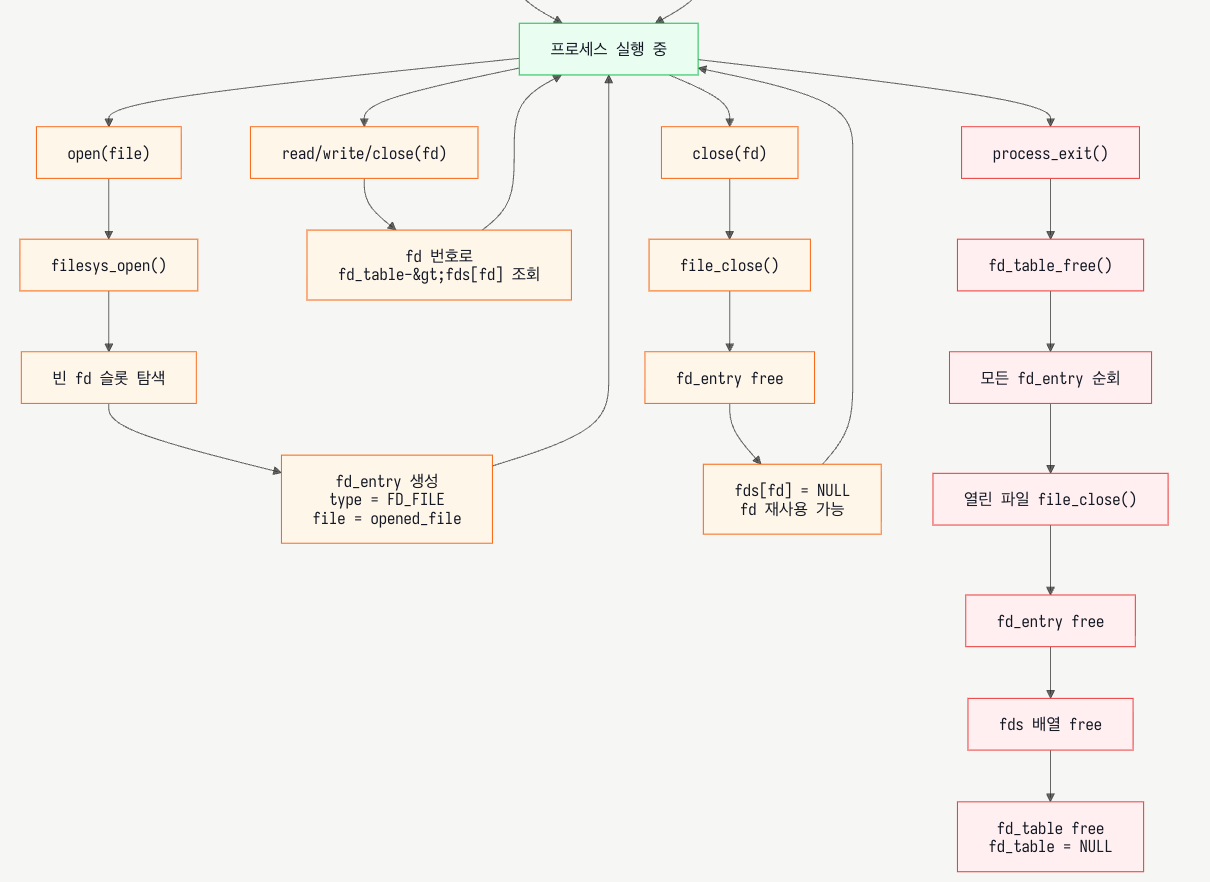 프로세스 실행 중
open(file)
read/write/close(fd)
close(fd)
process_exit()
filesys_open()
fd 번호로
fd_table-&gt;fds[fd] 조회
file_close()
fd_table_free()
빈 fd 슬롯 탐색
fd_entry free
모든 fd_entry 순회
fd_entry 생성
type = FD_FILE
file = opened_file
fds[fd] = NULL
fd 재사용 가능
열린 파일 file_close()
fd_entry free
fds 배열 free
fd_table free
fd_table = NULL